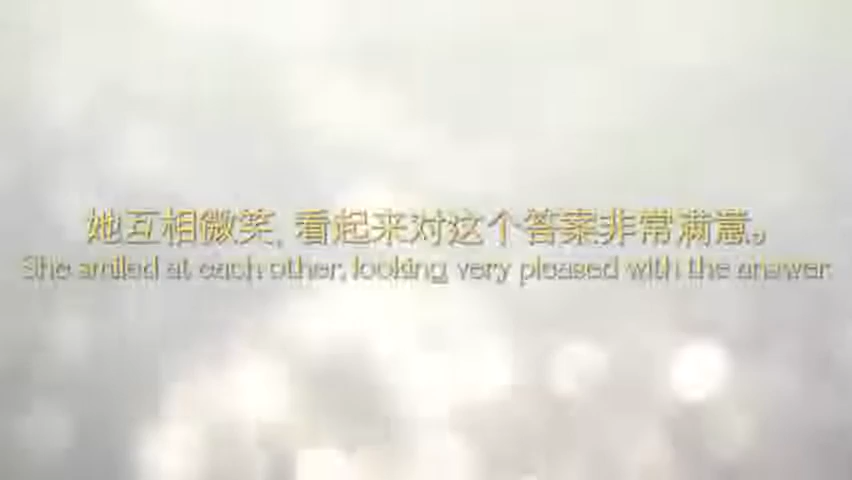 她互相微笑, 看起来对这个答案非常满意。
She smiled at each other, looking very pleased with the answer.